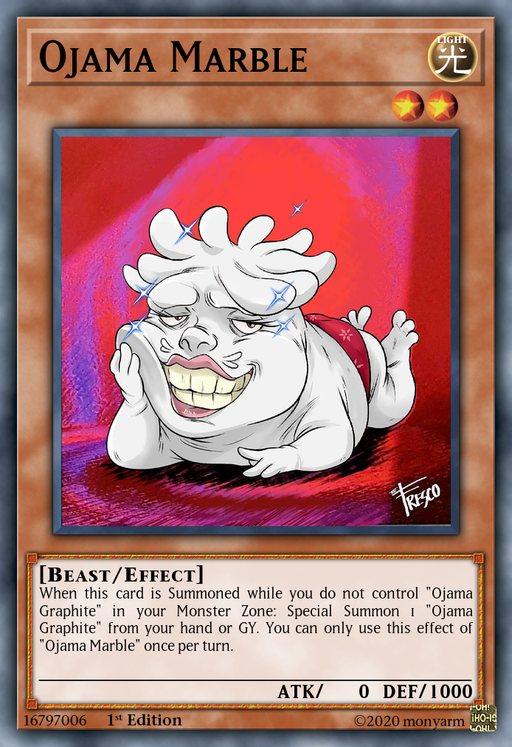 Ojama Marble
LIGHT
光
Fresco
[Beast/Effect]
When this card is Summoned while you do not control "Ojama
Graphite" in your Monster Zone: Special Summon 1 "Ojama
Graphite" from your hand or GY. You can only use this effect of
"Ojama Marble" once per turn.
ATK/ 0 DEF/1000
16797006 1st Edition ©2020 monyarm